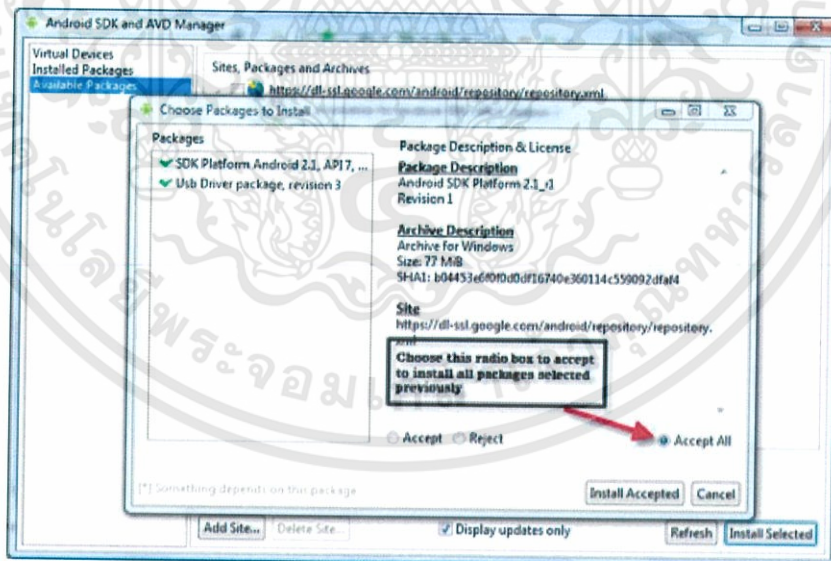 Android SDK and AVD Manager
Virtual Devices
Installed Packages
Available Packages
Sites, Packages and Archives
https://dl-ssl.google.com/android/repository/repository.xml
Choose Packages to Install
Packages
SDK Platform Android 2.1, API 7, ...
Usb Driver package, revision 3
Package Description & License
Package Description
Android SDK Platform 2.1_r1
Revision 1
Archive Description
Archive for Windows
Size: 77 MiB
Site
https://dl-ssl.google.com/android/repository/repository.
xml
Choose this radio box to accept
to install all packages selected
previously
Accept
Reject
Accept All
[*] Something depends on this package
Install Accepted
Cancel
Add Site...
Delete Site...
Display updates only
Refresh
Install Selected